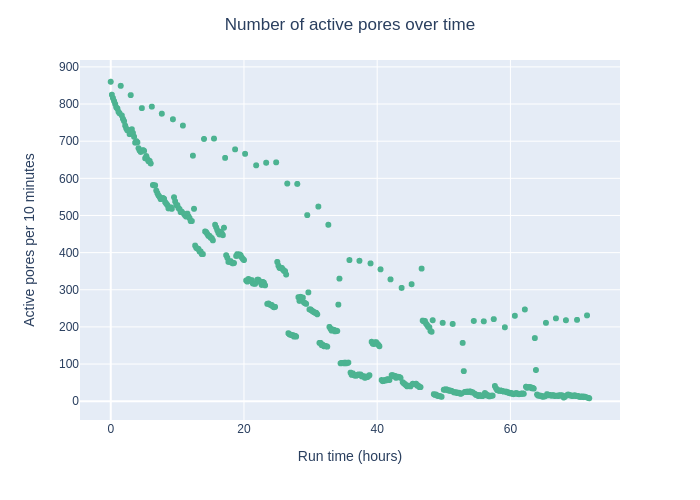 Number of active pores over time
Active pores per 10 minutes
900
800
700
600
500
400
300
200
100
0
0 20 40 60
Run time (hours)